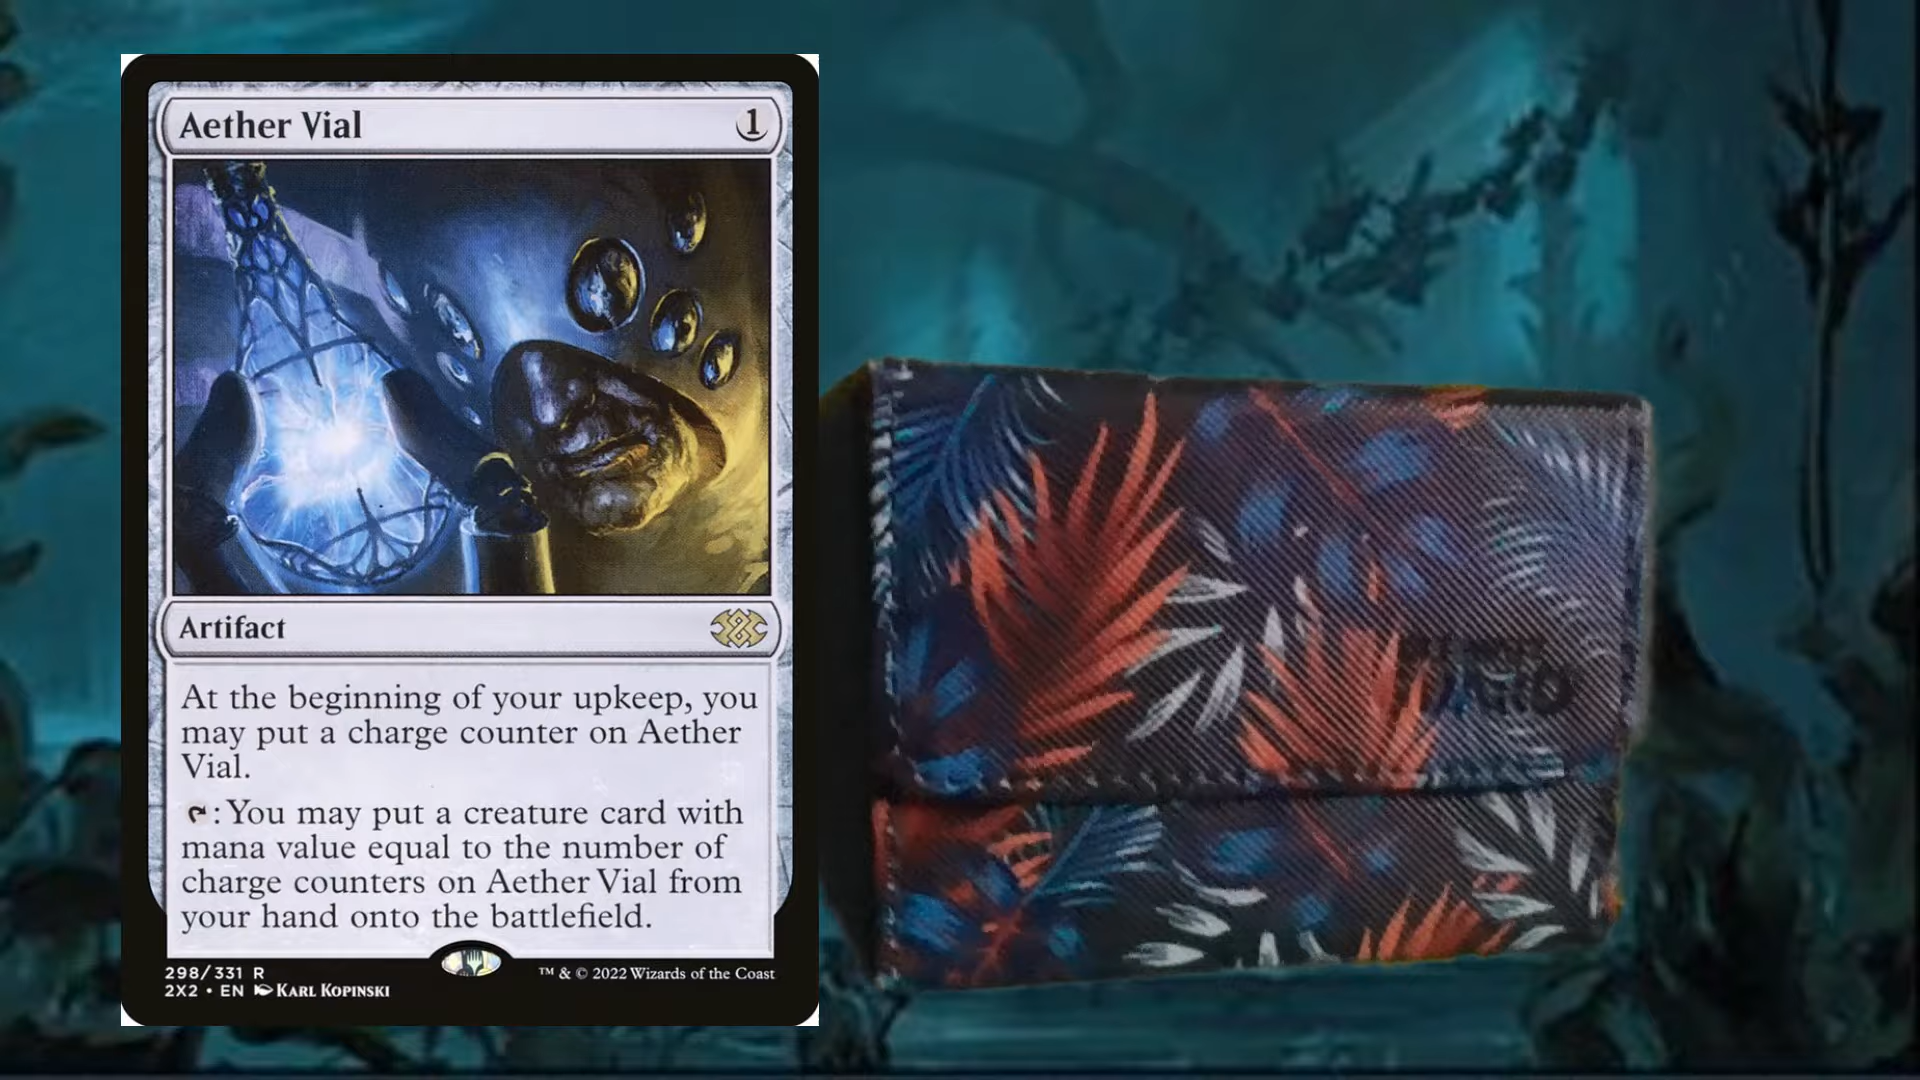 Aether Vial 1
Artifact
At the beginning of your upkeep, you
may put a charge counter on Aether
Vial.
: You may put a creature card with
mana value equal to the number of
charge counters on Aether Vial from
your hand onto the battlefield.
298/331 R
2X2 • EN KARL KOPINSKI
™ & © 2022 Wizards of the Coast